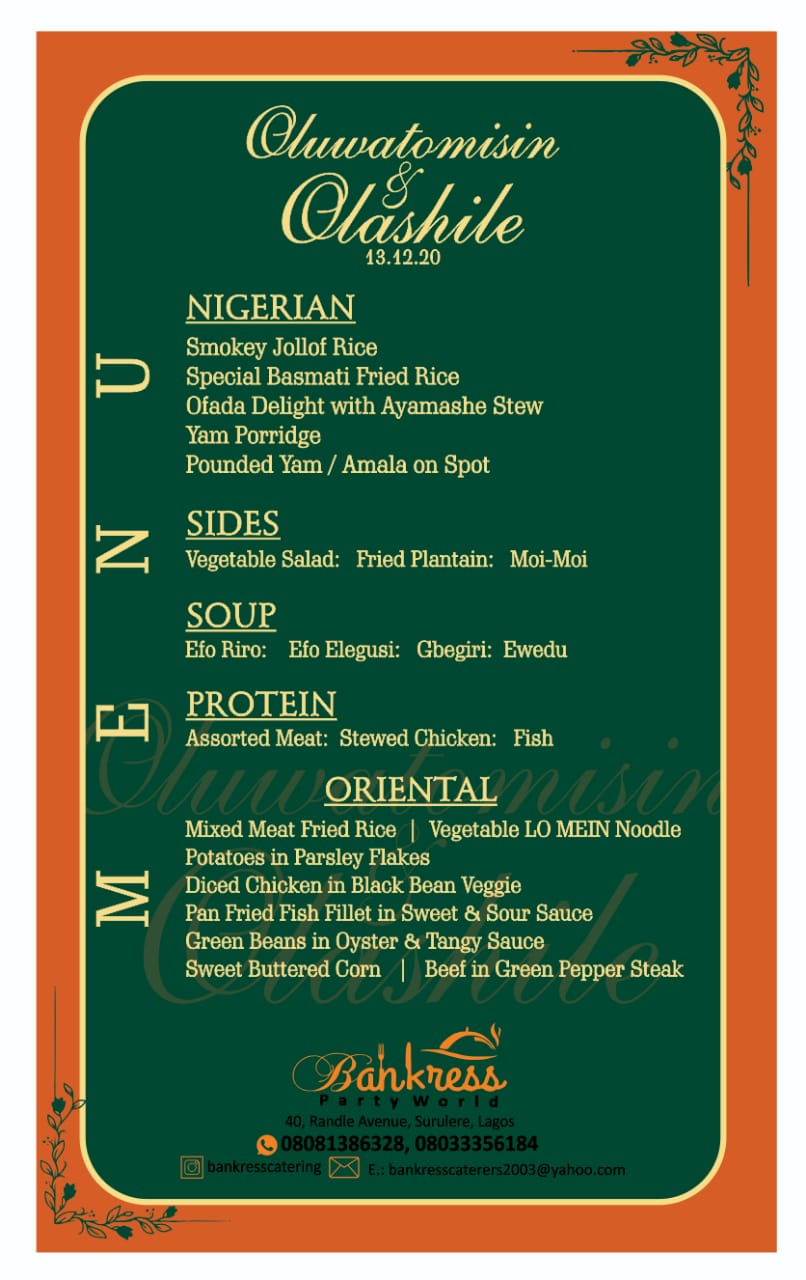 Oluwatomisin
&
Olashile
13.12.20
MENU
NIGERIAN
Smokey Jollof Rice
Special Basmati Fried Rice
Ofada Delight with Ayamashe Stew
Yam Porridge
Pounded Yam / Amala on Spot
SIDES
Vegetable Salad: Fried Plantain: Moi-Moi
SOUP
Efo Riro: Efo Elegusi: Gbegiri: Ewedu
PROTEIN
Assorted Meat: Stewed Chicken: Fish
ORIENTAL
Mixed Meat Fried Rice | Vegetable LO MEIN Noodle
Potatoes in Parsley Flakes
Diced Chicken in Black Bean Veggie
Pan Fried Fish Fillet in Sweet & Sour Sauce
Green Beans in Oyster & Tangy Sauce
Sweet Buttered Corn | Beef in Green Pepper Steak
Oluwatomisin
&
Olashile
Bankress
Party World
40, Randle Avenue, Surulere, Lagos
08081386328, 08033356184
bankresscatering E.: bankresscaterers2003@yahoo.com